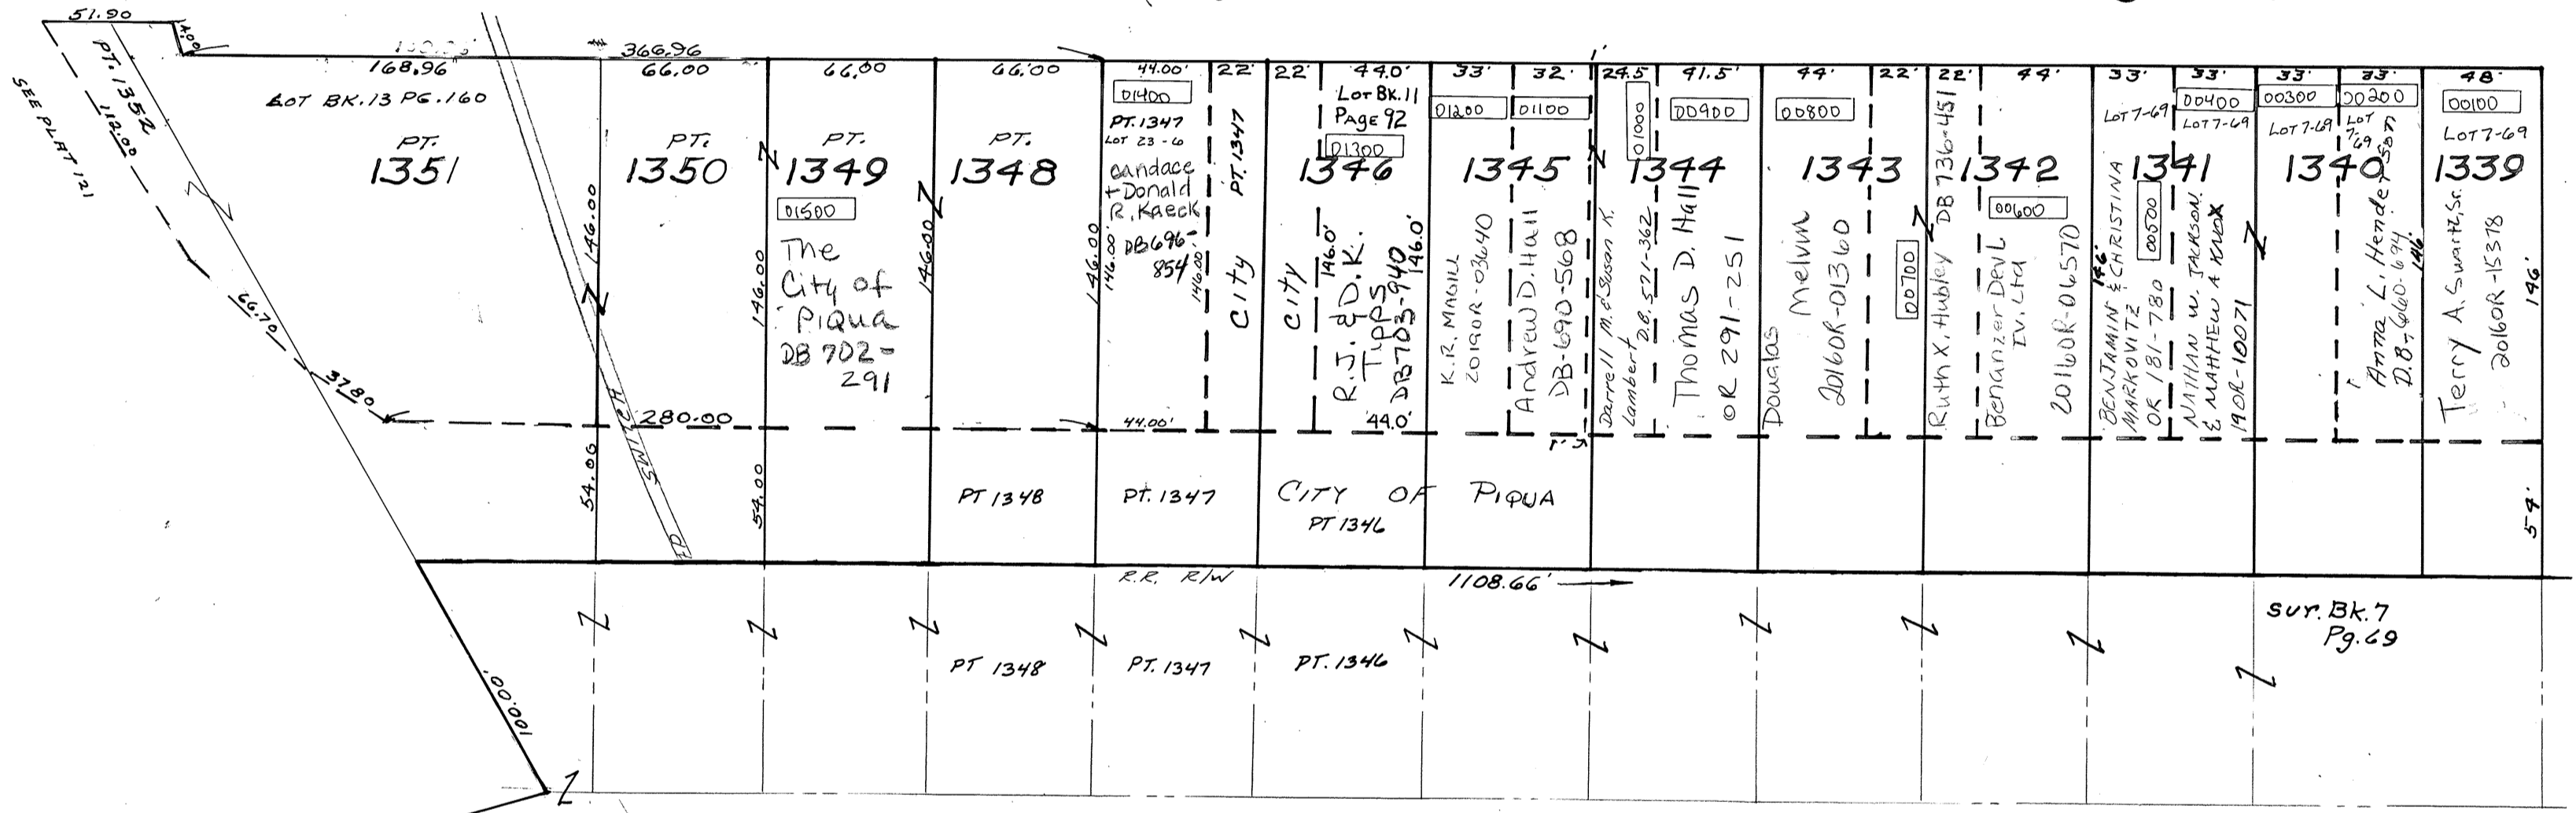 51.90
14.00
366.96
1'
168.96
66.00
66.00
66.00
44.00'
22'
22'
44.0'
33'
32'
24.5'
41.5'
44'
22'
22'
44'
33'
33'
33'
33'
48'
SEE PLAT 121
PT. 1352
112.00
66.70
37.80
LOT BK. 13 PG. 160
PT.
1351
PT.
1350
146.00
SWITCH
280.00
54.00
PT.
1349
01500
The
City of
Piqua
DB 702-
291
146.00
54.00
PT.
1348
146.00
146.00
01400
PT. 1347
LOT 23-6
Candace
+ Donald
R. Kaeck
DB 696-
854
146.00'
146.00'
44.00'
PT. 1347
City
City
Lot Bk. 11
Page 92
01300
1346
R.J. & D.K.
Tipps
DB 703-940
146.0'
146.0'
44.0'
01200
01100
1345
K.R. MAGILL
2019OR-03640
Andrew D. Hall
DB-690-568
1'
01000
00900
1344
Darrell M. & Susan K.
Lambert D.B. 571-362
Thomas D. Hall
OR 291-251
00800
1343
Douglas Melvin
2016OR-01360
00700
1342
Ruth X. Hubley DB 736-451
00600
Benanzer Devl
IV. Ltd
2016OR-06570
LOT 7-69
00400
LOT 7-69
1341
146'
BENJAMIN & CHRISTINA
MARKOVITZ
OR 181-780
00500
NATHAN W. JACKSON
& MATHEW A KNOX
19OR-10071
00300
00200
LOT 7-69
LOT
7-69
1340
Anna L. Henderson
D.B.-660-694
146'
00100
LOT 7-69
1339
Terry A. Swartz, Sr.
2016OR-15378
146'
54'
PT 1348
PT. 1347
CITY OF PIQUA
PT 1346
R.R. R/W
1108.66'
100.00'
PT 1348
PT. 1347
PT. 1346
Sur. Bk. 7
Pg. 69